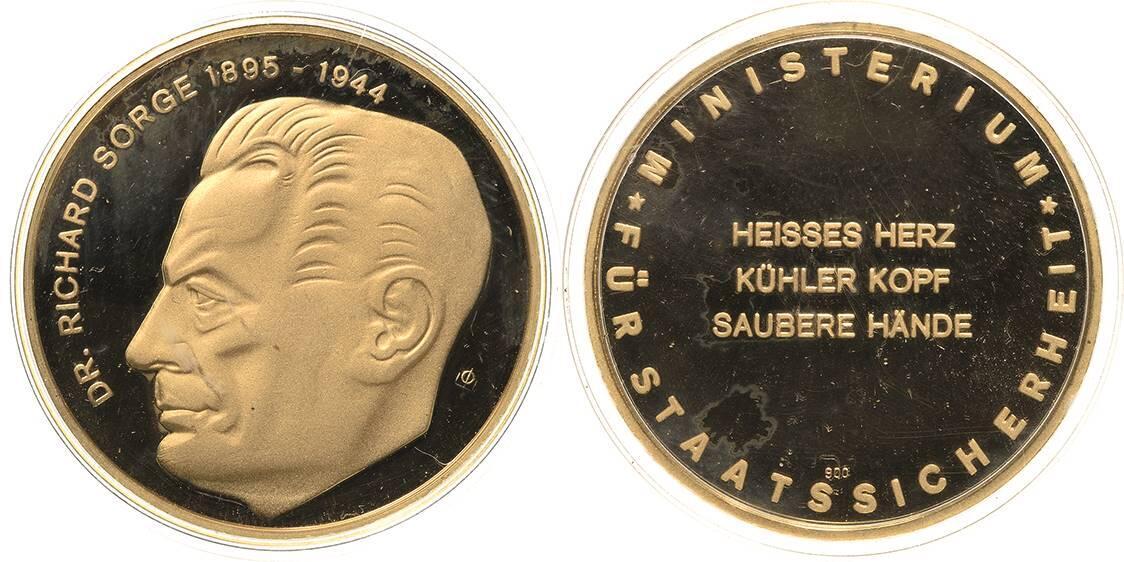 DR. RICHARD SORGE 1895 - 1944
* MINISTERIUM *
FÜR STAATSSICHERHEIT
HEISSES HERZ
KÜHLER KOPF
SAUBERE HÄNDE
900